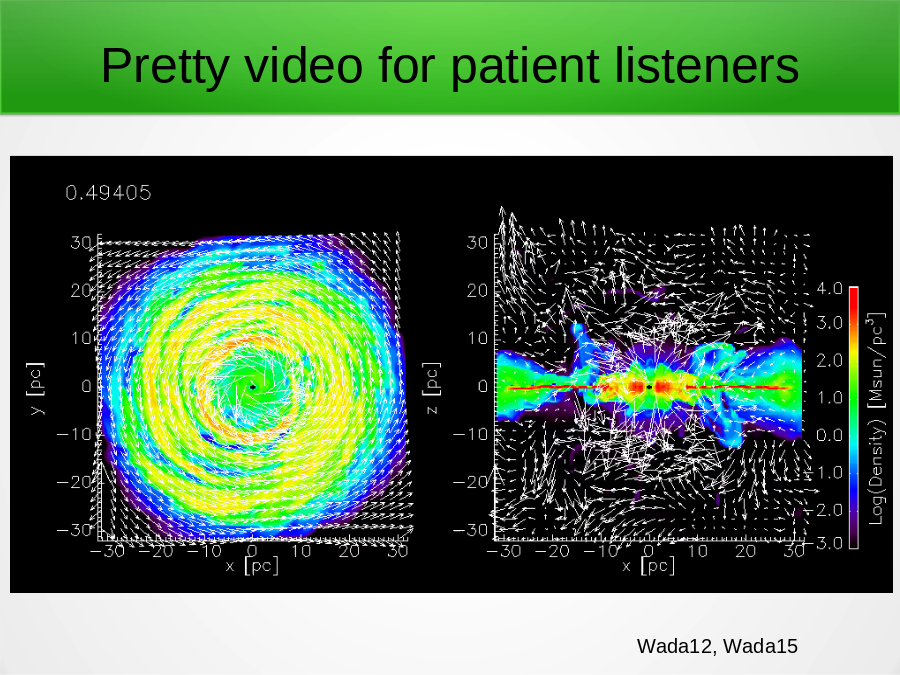 Pretty video for patient listeners
0.49405
30
20
10
0
−10
−20
−30
y [pc]
−30 −20 −10 0 10 20 30
x [pc]
30
20
10
0
−10
−20
−30
z [pc]
−30 −20 −10 0 10 20 30
x [pc]
4.0
3.0
2.0
1.0
0.0
−1.0
−2.0
−3.0
Log(Density) [Msun/pc³]
Wada12, Wada15